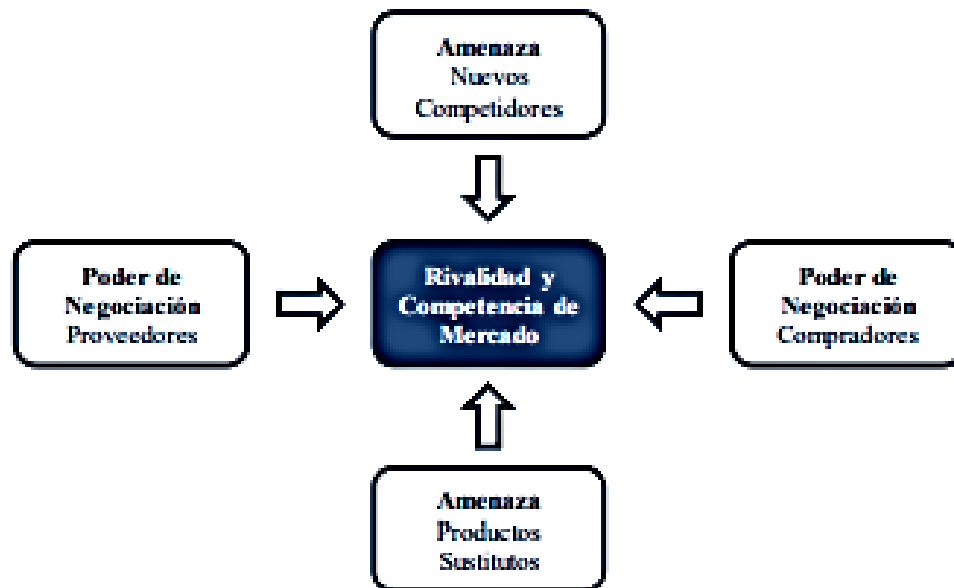 Amenaza
Nuevos
Competidores
Poder de
Negociación
Proveedores
Rivalidad y
Competencia de
Mercado
Poder de
Negociación
Compradores
Amenaza
Productos
Sustitutos